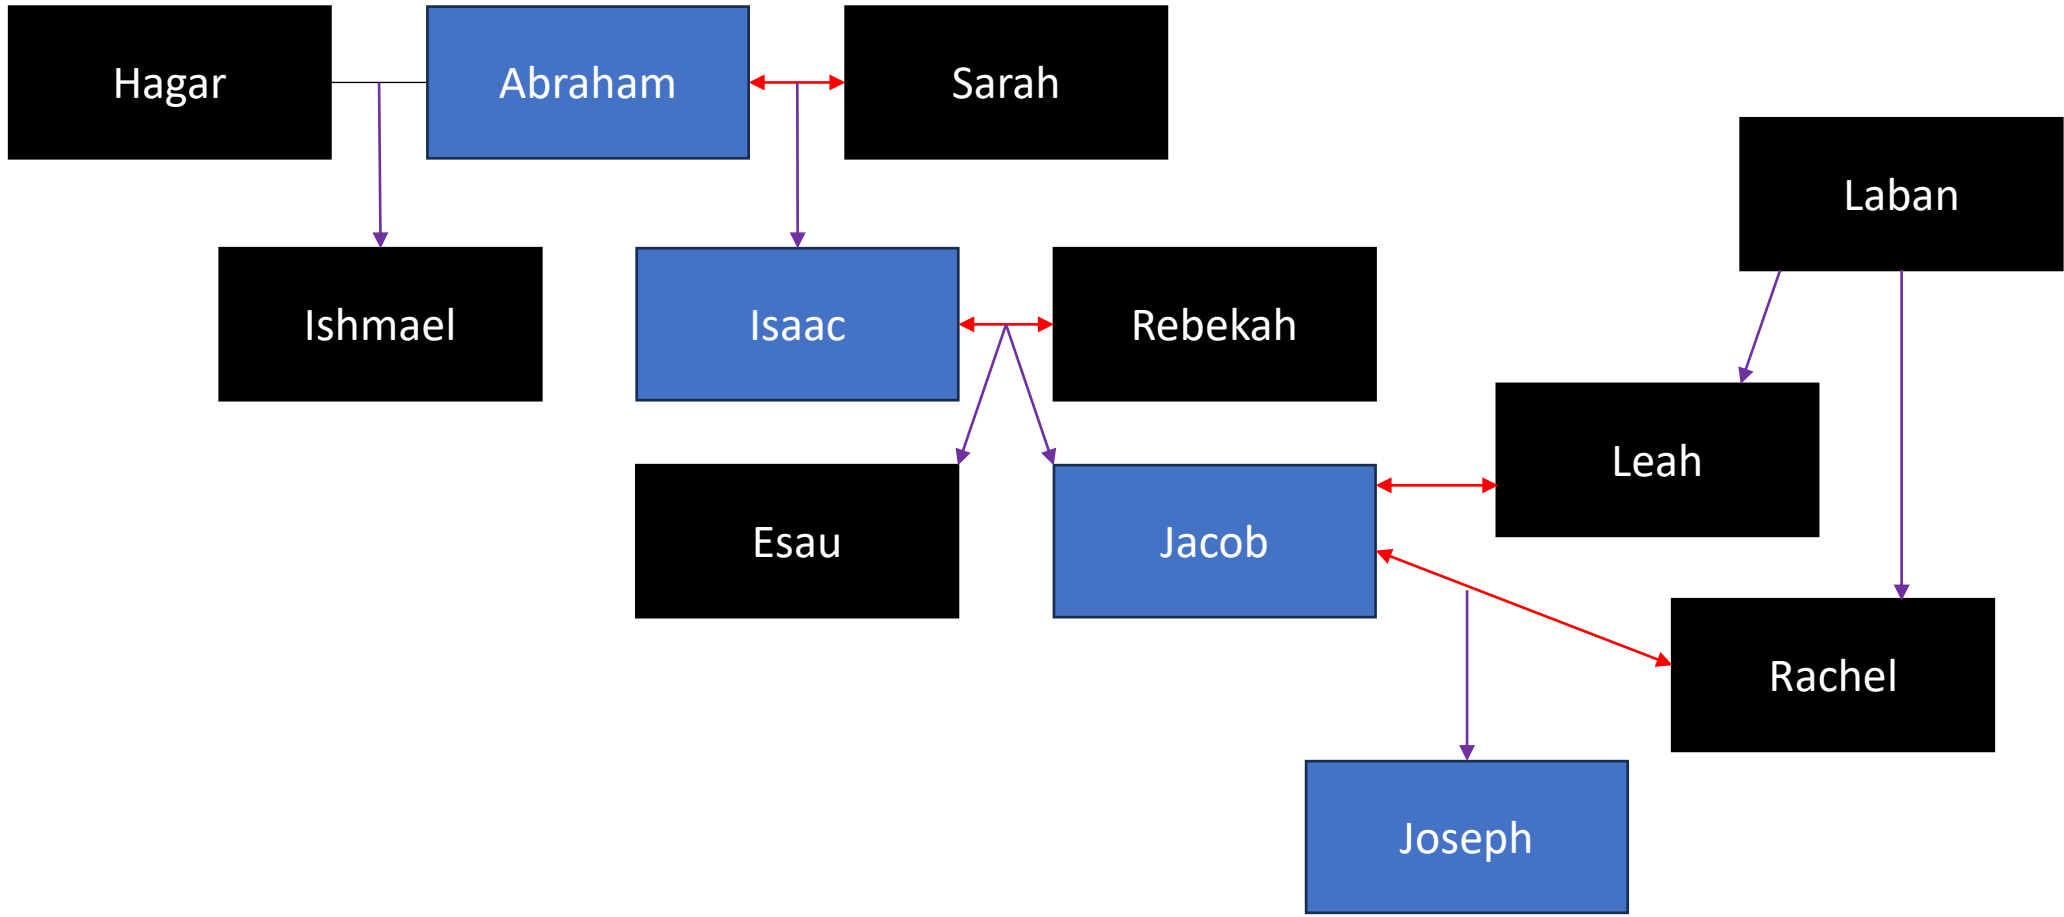 Hagar
Abraham
Sarah
Laban
Ishmael
Isaac
Rebekah
Leah
Esau
Jacob
Rachel
Joseph